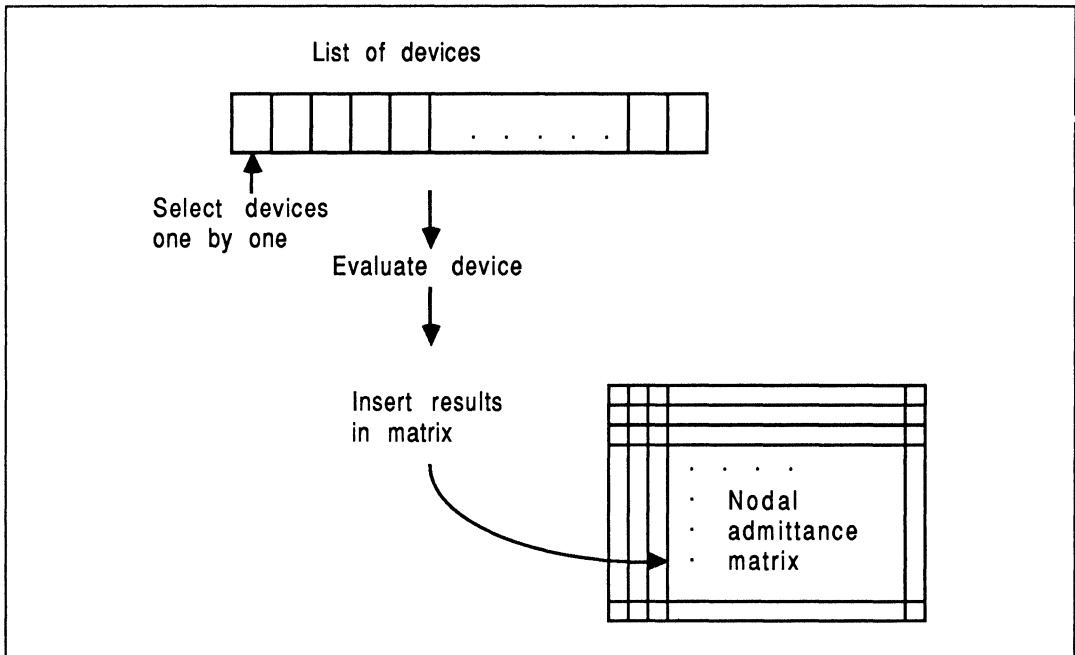 List of devices
. . . . .
Select devices
one by one
Evaluate device
Insert results
in matrix
. . . .
. Nodal
. admittance
. matrix